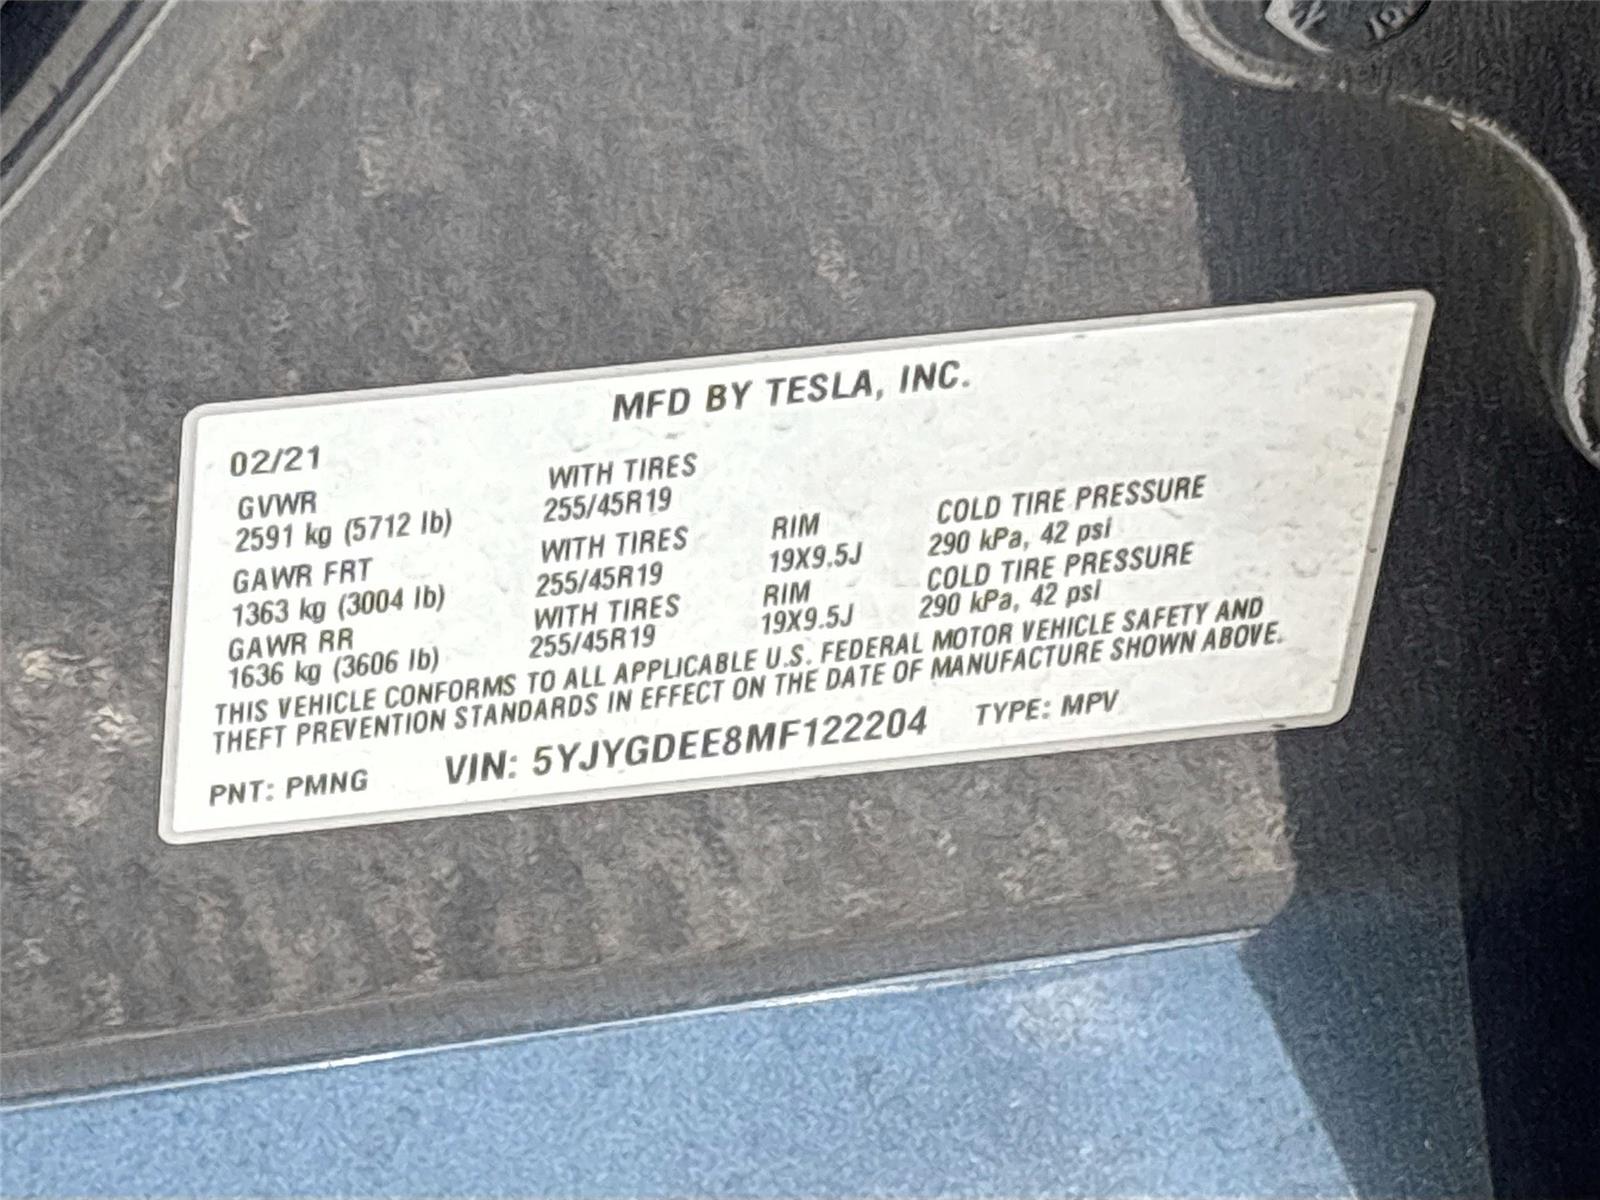 MFD BY TESLA, INC.
02/21
GVWR WITH TIRES
2591 kg (5712 lb) 255/45R19
GAWR FRT WITH TIRES RIM COLD TIRE PRESSURE
1363 kg (3004 lb) 255/45R19 19X9.5J 290 kPa, 42 psi
GAWR RR WITH TIRES RIM COLD TIRE PRESSURE
1636 kg (3606 lb) 255/45R19 19X9.5J 290 kPa, 42 psi
THIS VEHICLE CONFORMS TO ALL APPLICABLE U.S. FEDERAL MOTOR VEHICLE SAFETY AND
THEFT PREVENTION STANDARDS IN EFFECT ON THE DATE OF MANUFACTURE SHOWN ABOVE.
PNT: PMNG VIN: 5YJYGDEE8MF122204 TYPE: MPV